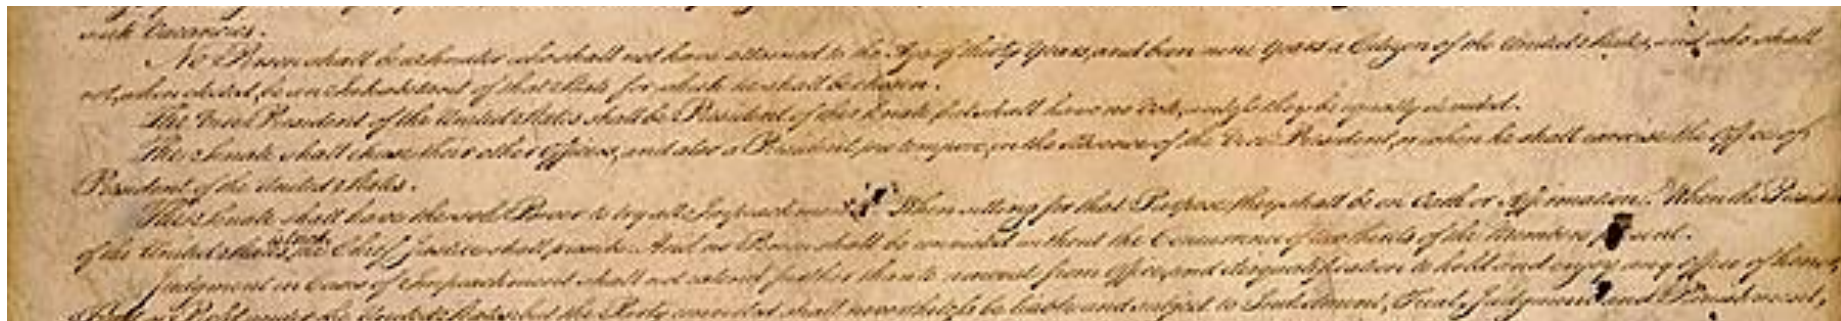 such Vacancies.
No Person shall be a Senator who shall not have attained to the Age of thirty Years, and been nine Years a Citizen of the United States, and who shall
not, when elected, be an Inhabitant of that State for which he shall be chosen.
The Vice President of the United States shall be President of the Senate, but shall have no Vote, unless they be equally divided.
The Senate shall chuse their other Officers, and also a President pro tempore, in the Absence of the Vice President, or when he shall exercise the Office of
President of the United States.
The Senate shall have the sole Power to try all Impeachments. When sitting for that Purpose, they shall be on Oath or Affirmation. When the President
of the United States is tried, the Chief Justice shall preside: And no Person shall be convicted without the Concurrence of two thirds of the Members present.
Judgment in Cases of Impeachment shall not extend further than to removal from Office, and disqualification to hold and enjoy any Office of honor,
Trust or Profit under the United States: but the Party convicted shall nevertheless be liable and subject to Indictment, Trial, Judgment and Punishment,